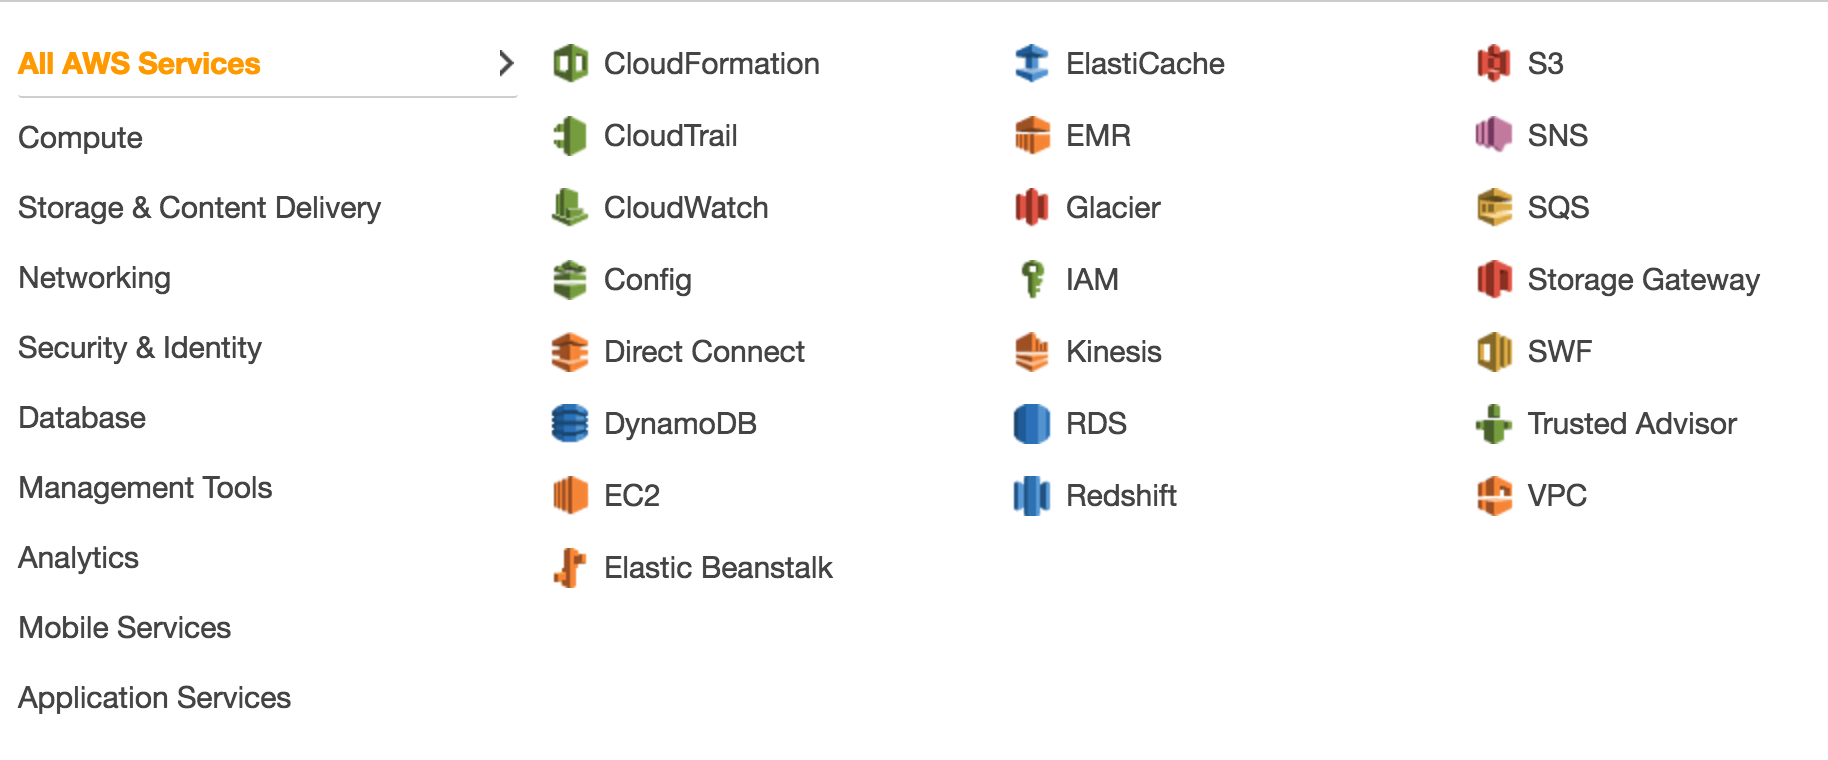 All AWS Services
Compute
Storage & Content Delivery
Networking
Security & Identity
Database
Management Tools
Analytics
Mobile Services
Application Services
CloudFormation
CloudTrail
CloudWatch
Config
Direct Connect
DynamoDB
EC2
Elastic Beanstalk
ElastiCache
EMR
Glacier
IAM
Kinesis
RDS
Redshift
S3
SNS
SQS
Storage Gateway
SWF
Trusted Advisor
VPC